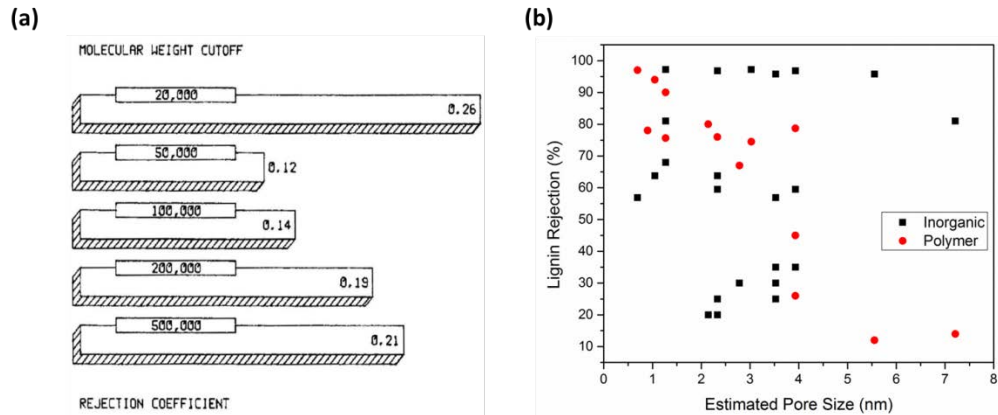 (a)
MOLECULAR WEIGHT CUTOFF
20,000
0.26
50,000
0.12
100,000
0.14
200,000
0.19
500,000
0.21
REJECTION COEFFICIENT
(b)
Lignin Rejection (%)
100
90
80
70
60
50
40
30
20
10
Inorganic
Polymer
0 1 2 3 4 5 6 7 8
Estimated Pore Size (nm)